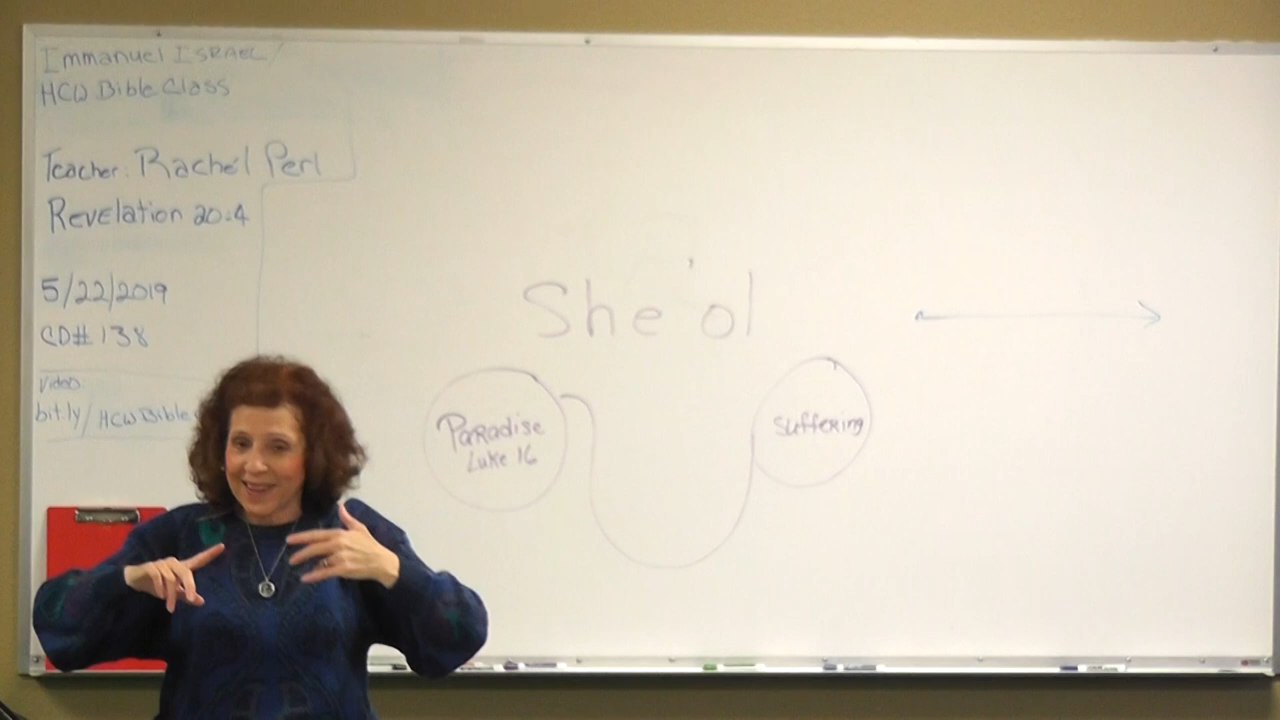 Immanuel ISRAEL/
HCW Bible Class
Teacher: Rachel Perl
Revelation 20:4
5/22/2019
CD# 138
Video
bit.ly/HCWBible
She'ol
Paradise
Luke 16
Suffering